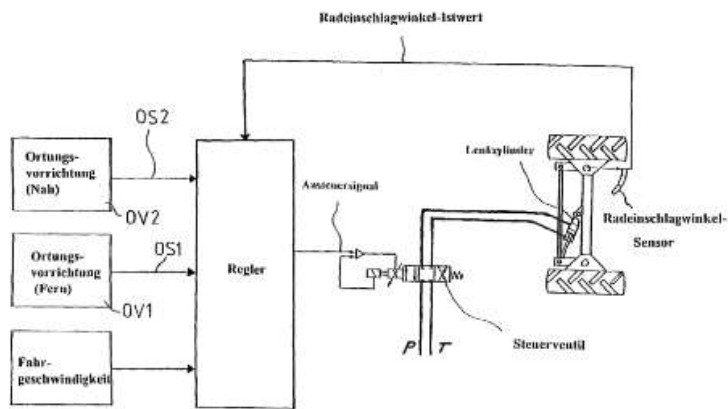 Radeinschlagwinkel-Istwert
OS2
Ortungs-
vorrichtung
(Nah)
OV2
Lenkzylinder
Aussteuersignal
Radeinschlagwinkel-
Sensor
OS1
Ortungs-
vorrichtung
(Fern)
OV1
Regler
Steuerventil
P T
Fahr-
geschwindigkeit